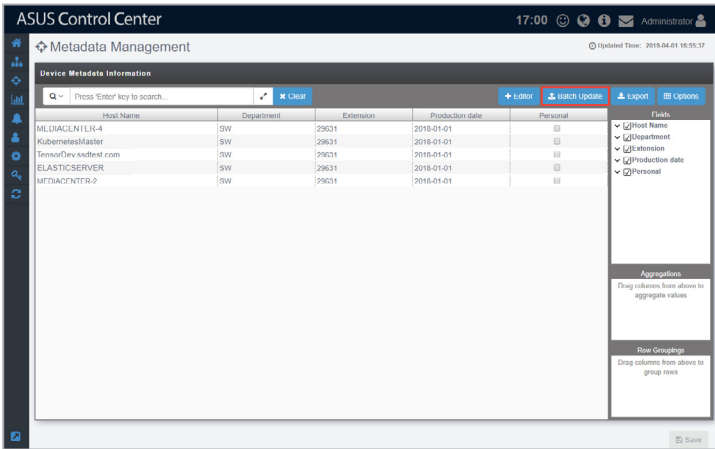 ASUS Control Center 17:00 Administrator
Metadata Management Updated Time: 2018-04-01 16:55:37
Device Metadata Information
Press 'Enter' key to search... Clear + Editor Batch Update Export Options
Host Name Department Extension Production date Personal Fields
MEDIACENTER-4 SW 29631 2018-01-01 Host Name
KubernetesMaster SW 29631 2018-01-01 Department
TensorDev.ssdtest.com SW 29631 2018-01-01 Extension
ELASTICSERVER SW 29631 2018-01-01 Production date
MEDIACENTER-2 SW 29631 2018-01-01 Personal
Aggregations
Drag columns from above to
aggregate values
Row Groupings
Drag columns from above to
group rows
Save